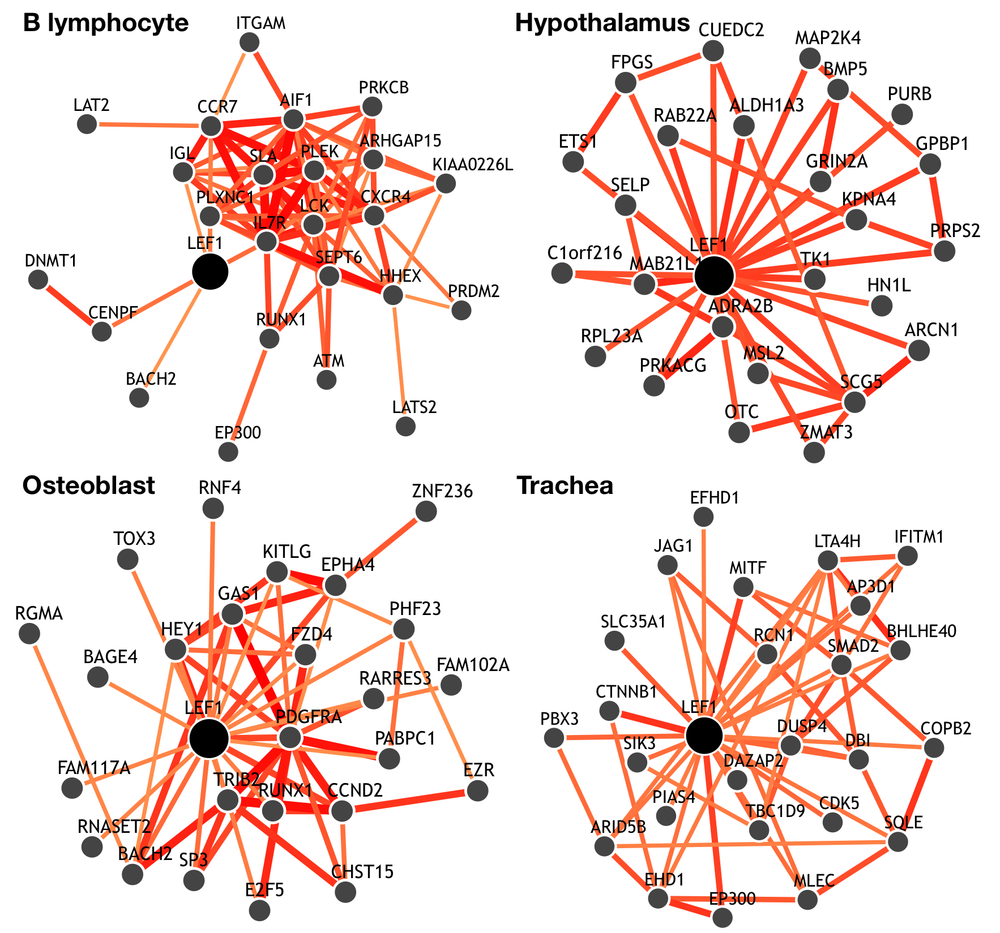 B lymphocyte
ITGAM
LAT2
CCR7
AIF1
PRKCB
IGL
SLA
PLEK
ARHGAP15
KIAA0226L
PLXNC1
LCK
CXCR4
IL7R
LEF1
DNMT1
SEPT6
HHEX
PRDM2
CENPF
RUNX1
ATM
BACH2
LATS2
EP300
Hypothalamus
CUEDC2
MAP2K4
FPGS
BMP5
PURB
RAB22A
ALDH1A3
ETS1
GPBP1
GRIN2A
SELP
KPNA4
PRPS2
C1orf216
LEF1
MAB21L1
TK1
HN1L
ADRA2B
RPL23A
ARCN1
PRKACG
MSL2
SCG5
OTC
ZMAT3
Osteoblast
RNF4
ZNF236
TOX3
KITLG
EPHA4
GAS1
RGMA
PHF23
HEY1
FZD4
BAGE4
FAM102A
RARRES3
LEF1
PDGFRA
PABPC1
FAM117A
TRIB2
RUNX1
CCND2
EZR
RNASET2
BACH2
SP3
CHST15
E2F5
Trachea
EFHD1
JAG1
LTA4H
IFITM1
MITF
AP3D1
SLC35A1
RCN1
BHLHE40
SMAD2
CTNNB1
LEF1
PBX3
SIK3
DUSP4
DBI
COPB2
DAZAP2
PIAS4
TBC1D9
CDK5
ARID5B
SQLE
EHD1
MLEC
EP300